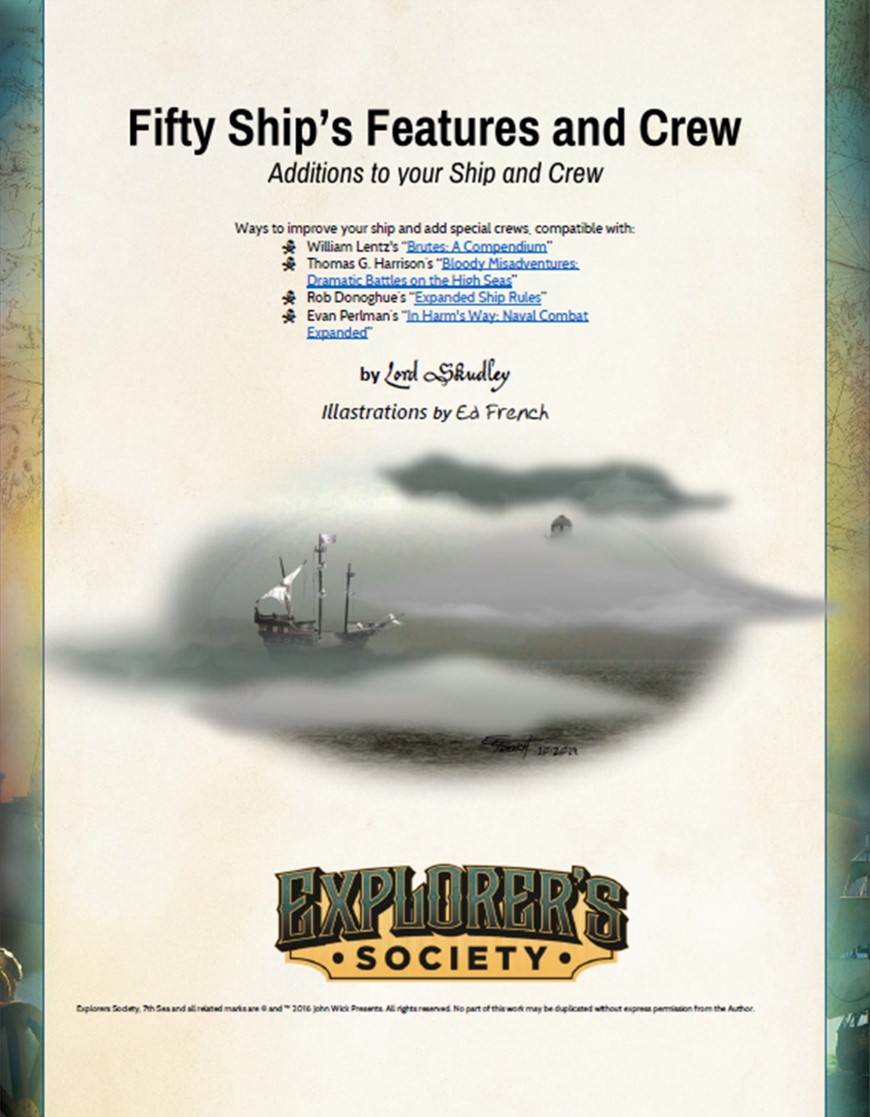 Fifty Ship's Features and Crew
Additions to your Ship and Crew
Ways to improve your ship and add special crews, compatible with:
William Lentz's "Brutes: A Compendium"
Thomas G. Harrison's "Bloody Misadventures:
Dramatic Battles on the High Seas"
Rob Donoghue's "Expanded Ship Rules"
Evan Perlman's "In Harm's Way: Naval Combat
Expanded"
by Lord Skudley
Illustrations by Ed French
EXPLORER'S
• SOCIETY •
Explorers Society, 7th Sea and all related marks are © and ™ 2016 John Wick Presents. All rights reserved. No part of this work may be duplicated without express permission from the Author.